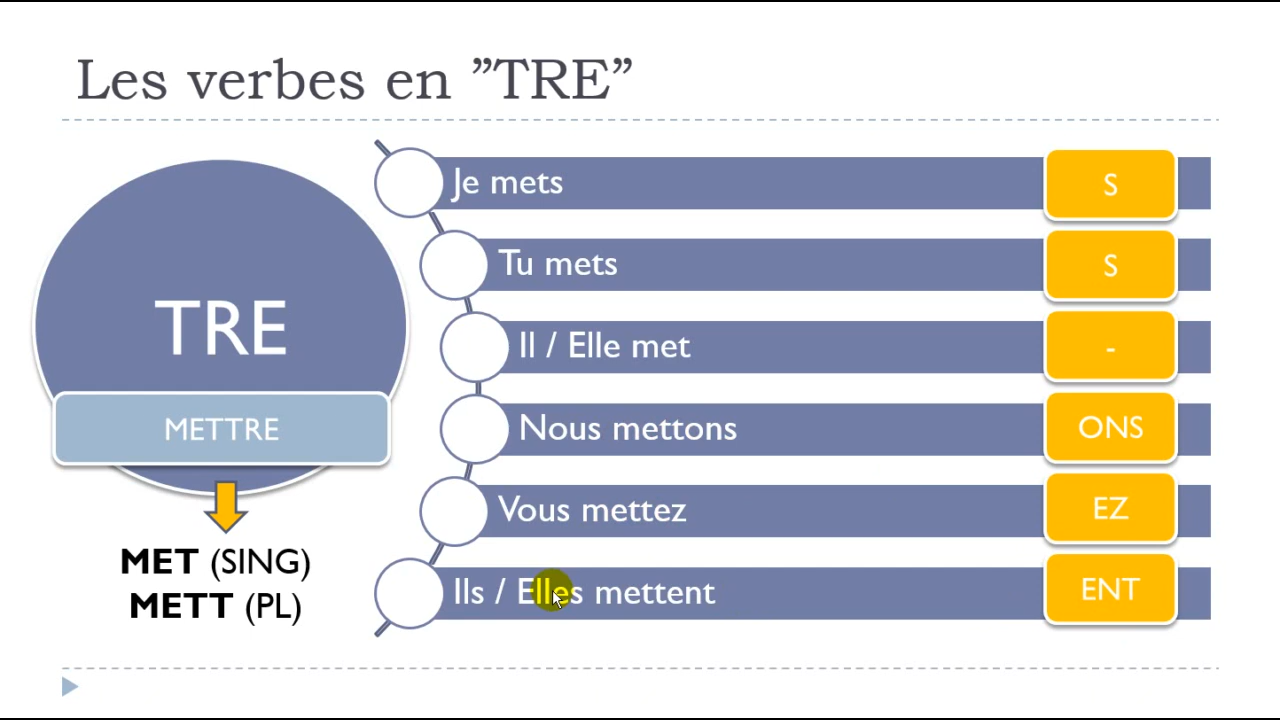 Les verbes en ”TRE”
TRE
METTRE
MET (SING)
METT (PL)
Je mets
S
Tu mets
S
Il / Elle met
-
Nous mettons
ONS
Vous mettez
EZ
Ils / Elles mettent
ENT